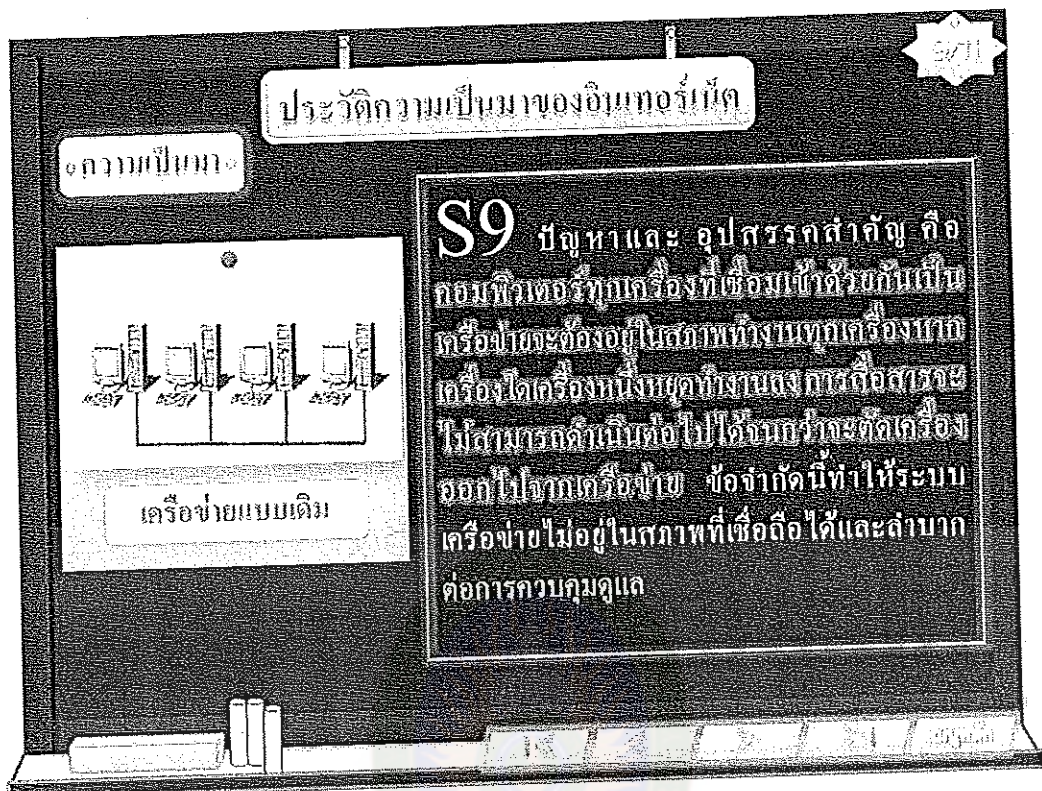 9/11
ประวัติความเป็นมาของอินเทอร์เน็ต
ความเป็นมา
S9 ปัญหาและ อุปสรรคสำคัญ คือ
คอมพิวเตอร์ทุกเครื่องที่เชื่อมเข้าด้วยกันเป็น
เครือข่ายจะต้องอยู่ในสภาพทำงานทุกเครื่องหาก
เครื่องใดเครื่องหนึ่งหยุดทำงานลง การสื่อสารจะ
ไม่สามารถดำเนินต่อไปได้จนกว่าจะตัดเครื่อง
ออกไปจากเครือข่าย ข้อจำกัดนี้ทำให้ระบบ
เครือข่ายไม่อยู่ในสภาพที่เชื่อถือได้และลำบาก
ต่อการควบคุมดูแล
เครือข่ายแบบเดิม